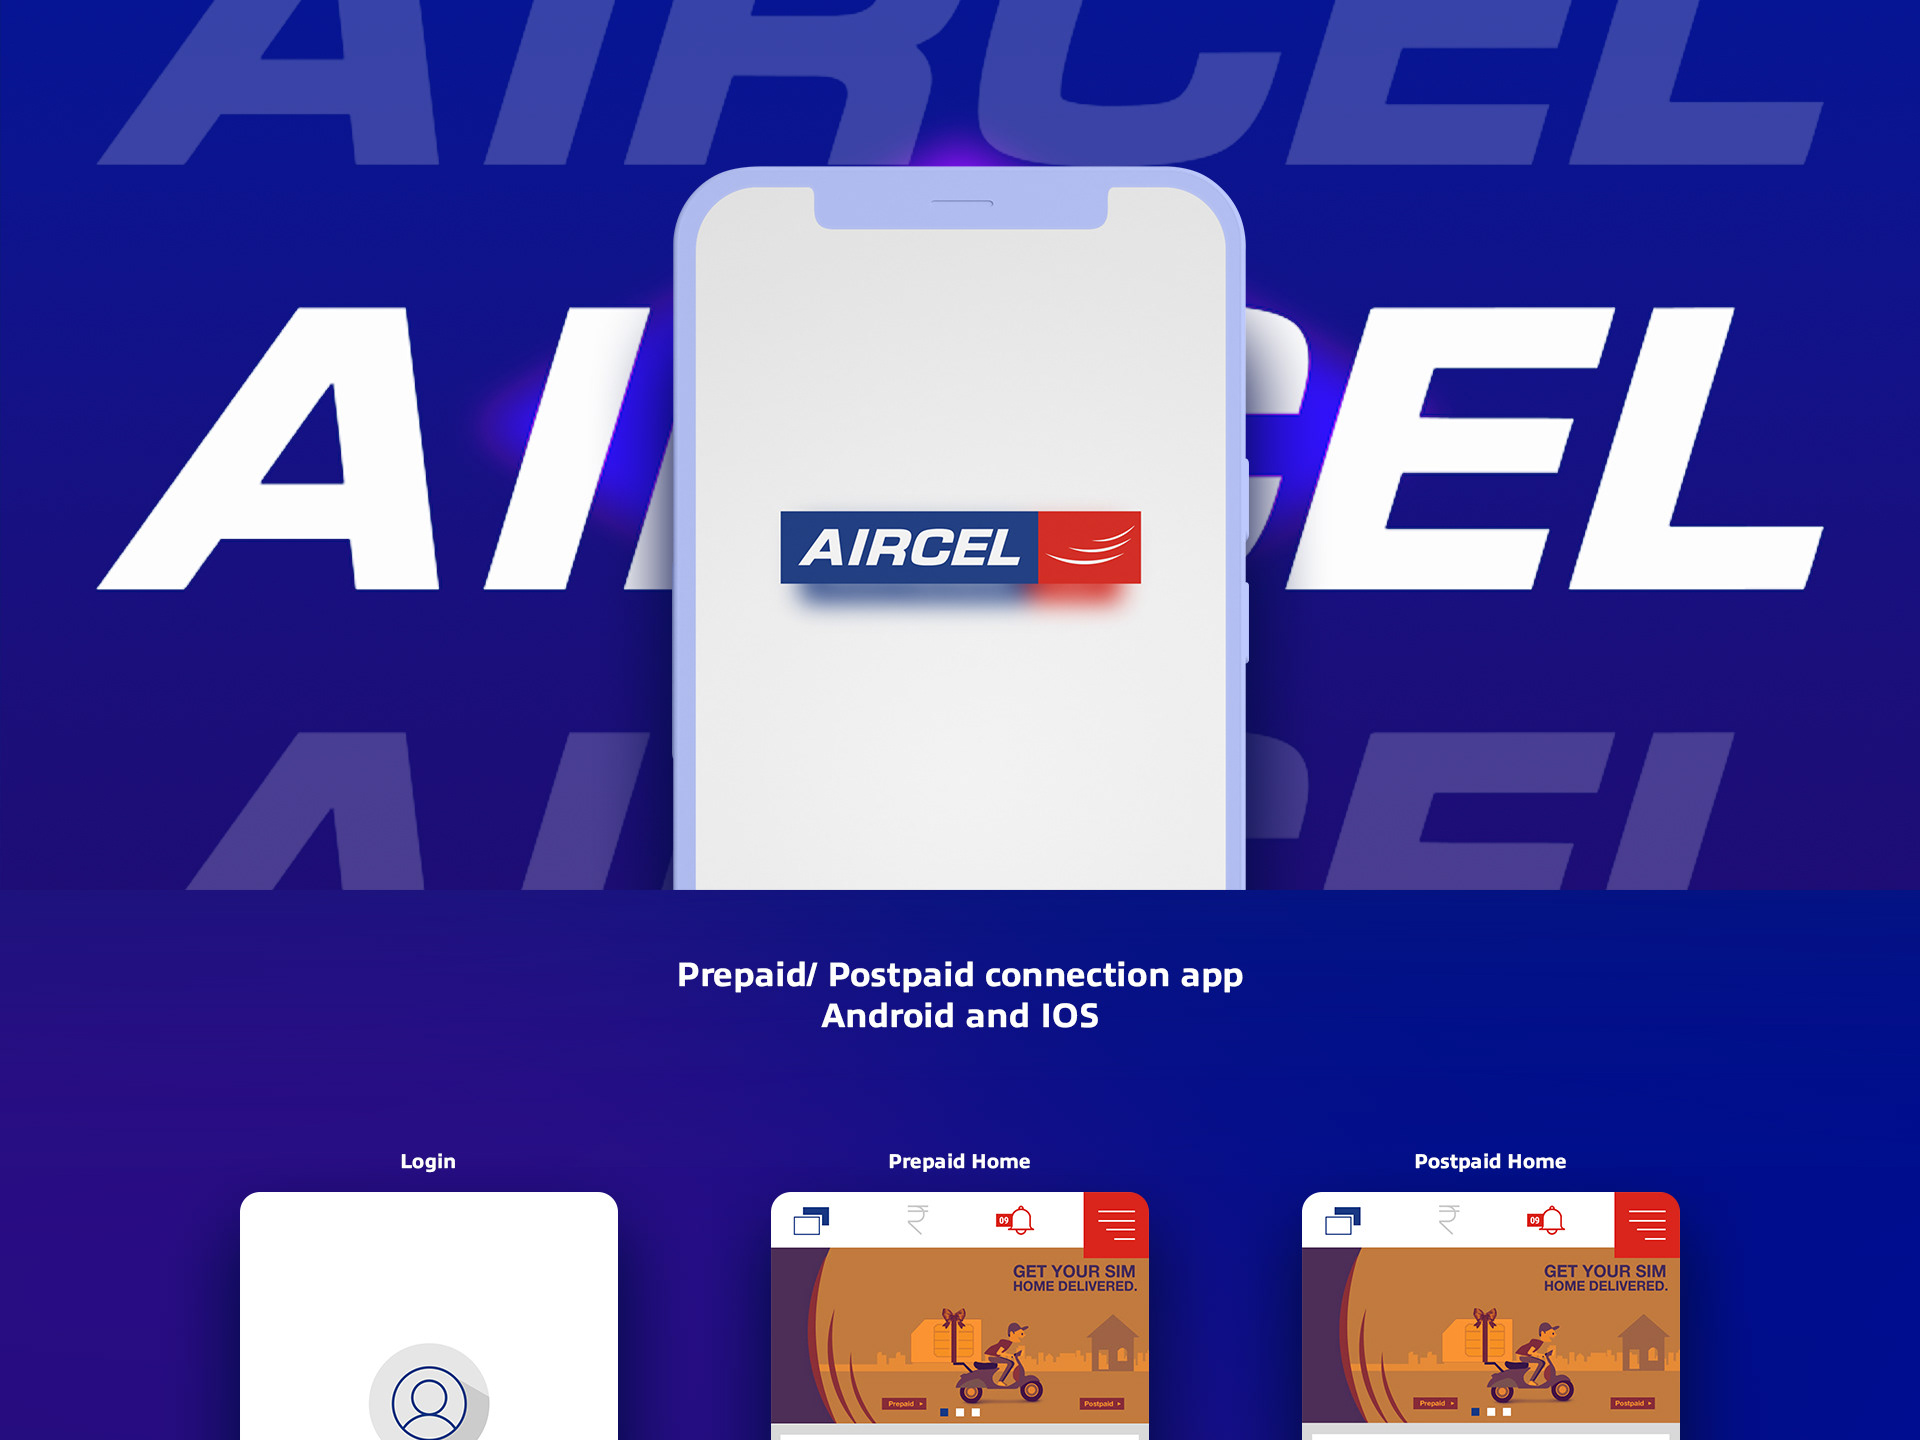 AIRCEL
AIRCEL
AIRCEL
AIRCEL
Prepaid/ Postpaid connection app
Android and IOS
Login
Prepaid Home
Postpaid Home
09
GET YOUR SIM
HOME DELIVERED.
Prepaid
Postpaid
09
GET YOUR SIM
HOME DELIVERED.
Prepaid
Postpaid